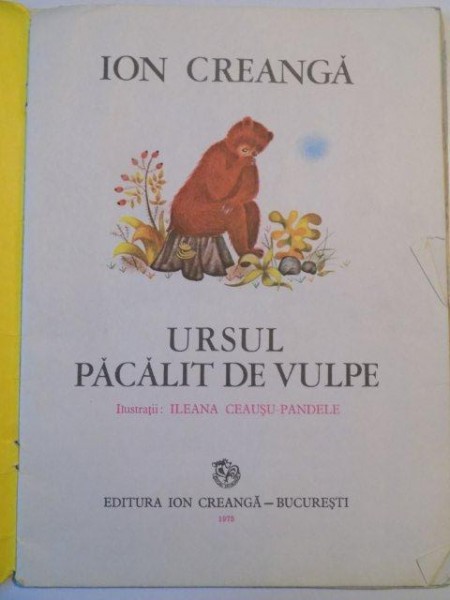 ION CREANGĂ
URSUL
PĂCĂLIT DE VULPE
Ilustrații: ILEANA CEAUȘU-PANDELE
EDITURA ION CREANGĂ — BUCUREȘTI